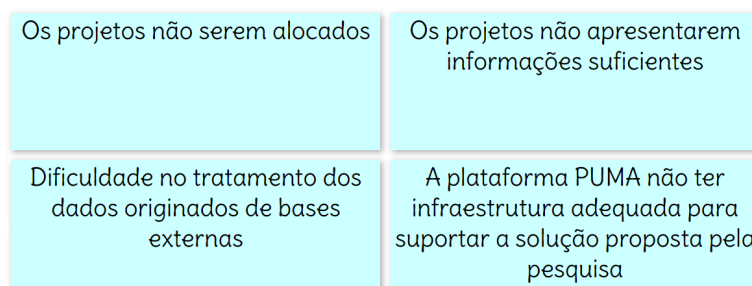 Os projetos não serem alocados
Os projetos não apresentarem
informações suficientes
Dificuldade no tratamento dos
dados originados de bases
externas
A plataforma PUMA não ter
infraestrutura adequada para
suportar a solução proposta pela
pesquisa